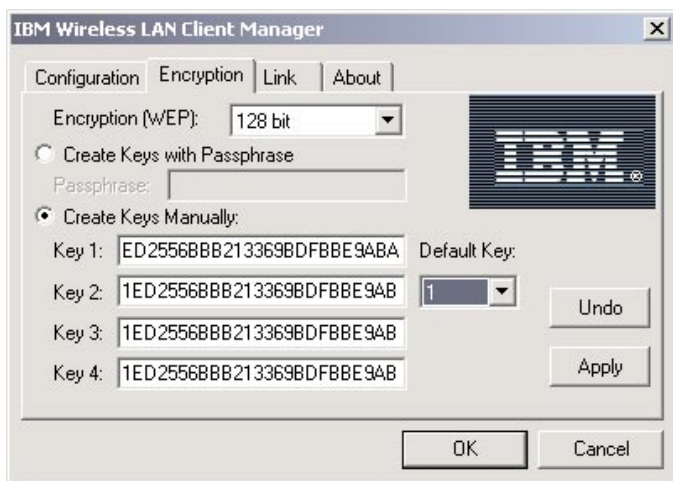 IBM Wireless LAN Client Manager
Configuration Encryption Link About
Encryption (WEP): 128 bit
Create Keys with Passphrase
Passphrase:
Create Keys Manually:
Key 1: ED2556BBB213369BDFBBE9ABA Default Key:
Key 2: 1ED2556BBB213369BDFBBE9AB 1
Key 3: 1ED2556BBB213369BDFBBE9AB
Key 4: 1ED2556BBB213369BDFBBE9AB
IBM®
Undo
Apply
OK Cancel